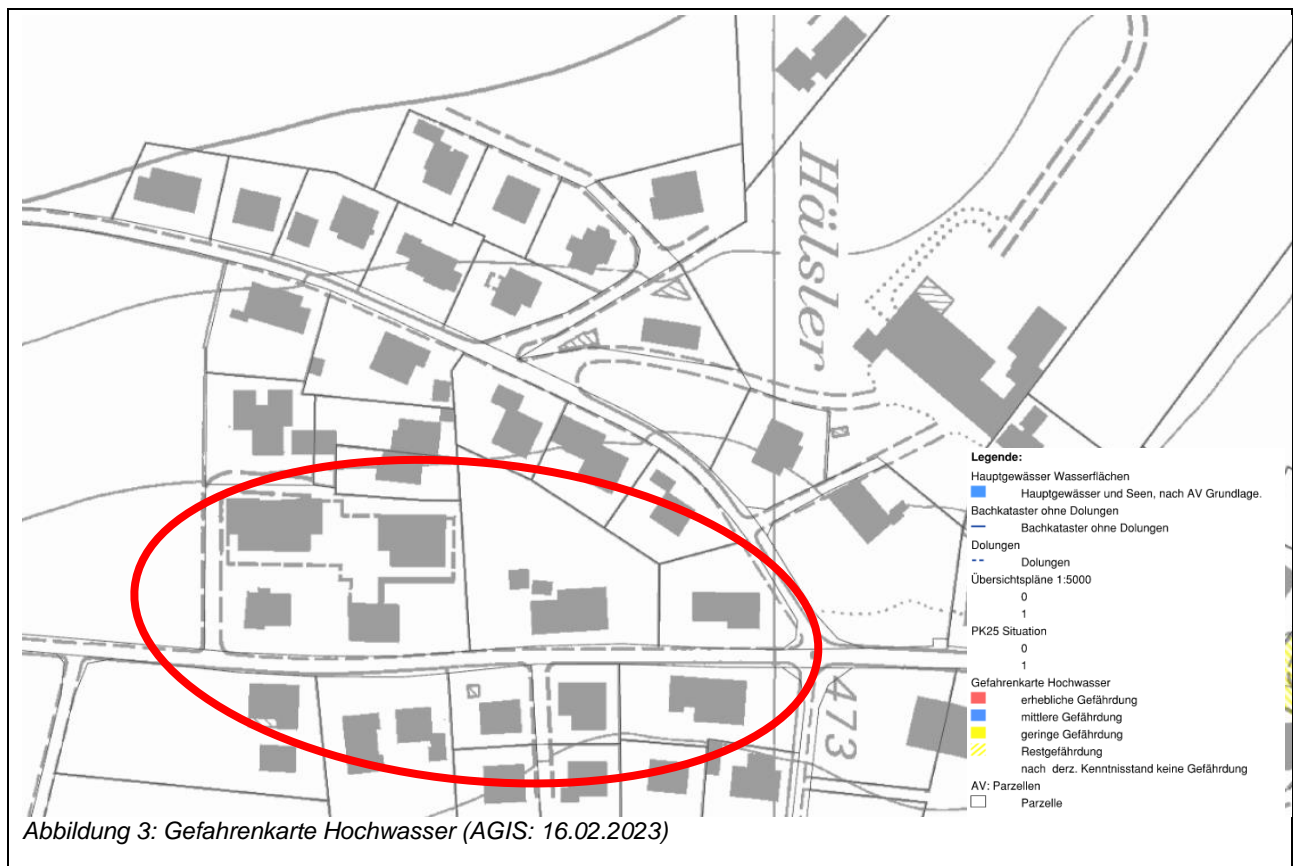 Hälsler
473
Legende:
Hauptgewässer Wasserflächen
Hauptgewässer und Seen, nach AV Grundlage.
Bachkataster ohne Dolungen
Bachkataster ohne Dolungen
Dolungen
Dolungen
Übersichtspläne 1:5000
0
1
PK25 Situation
0
1
Gefahrenkarte Hochwasser
erhebliche Gefährdung
mittlere Gefährdung
geringe Gefährdung
Restgefährdung
nach derz. Kenntnisstand keine Gefährdung
AV: Parzellen
Parzelle
Abbildung 3: Gefahrenkarte Hochwasser (AGIS: 16.02.2023)